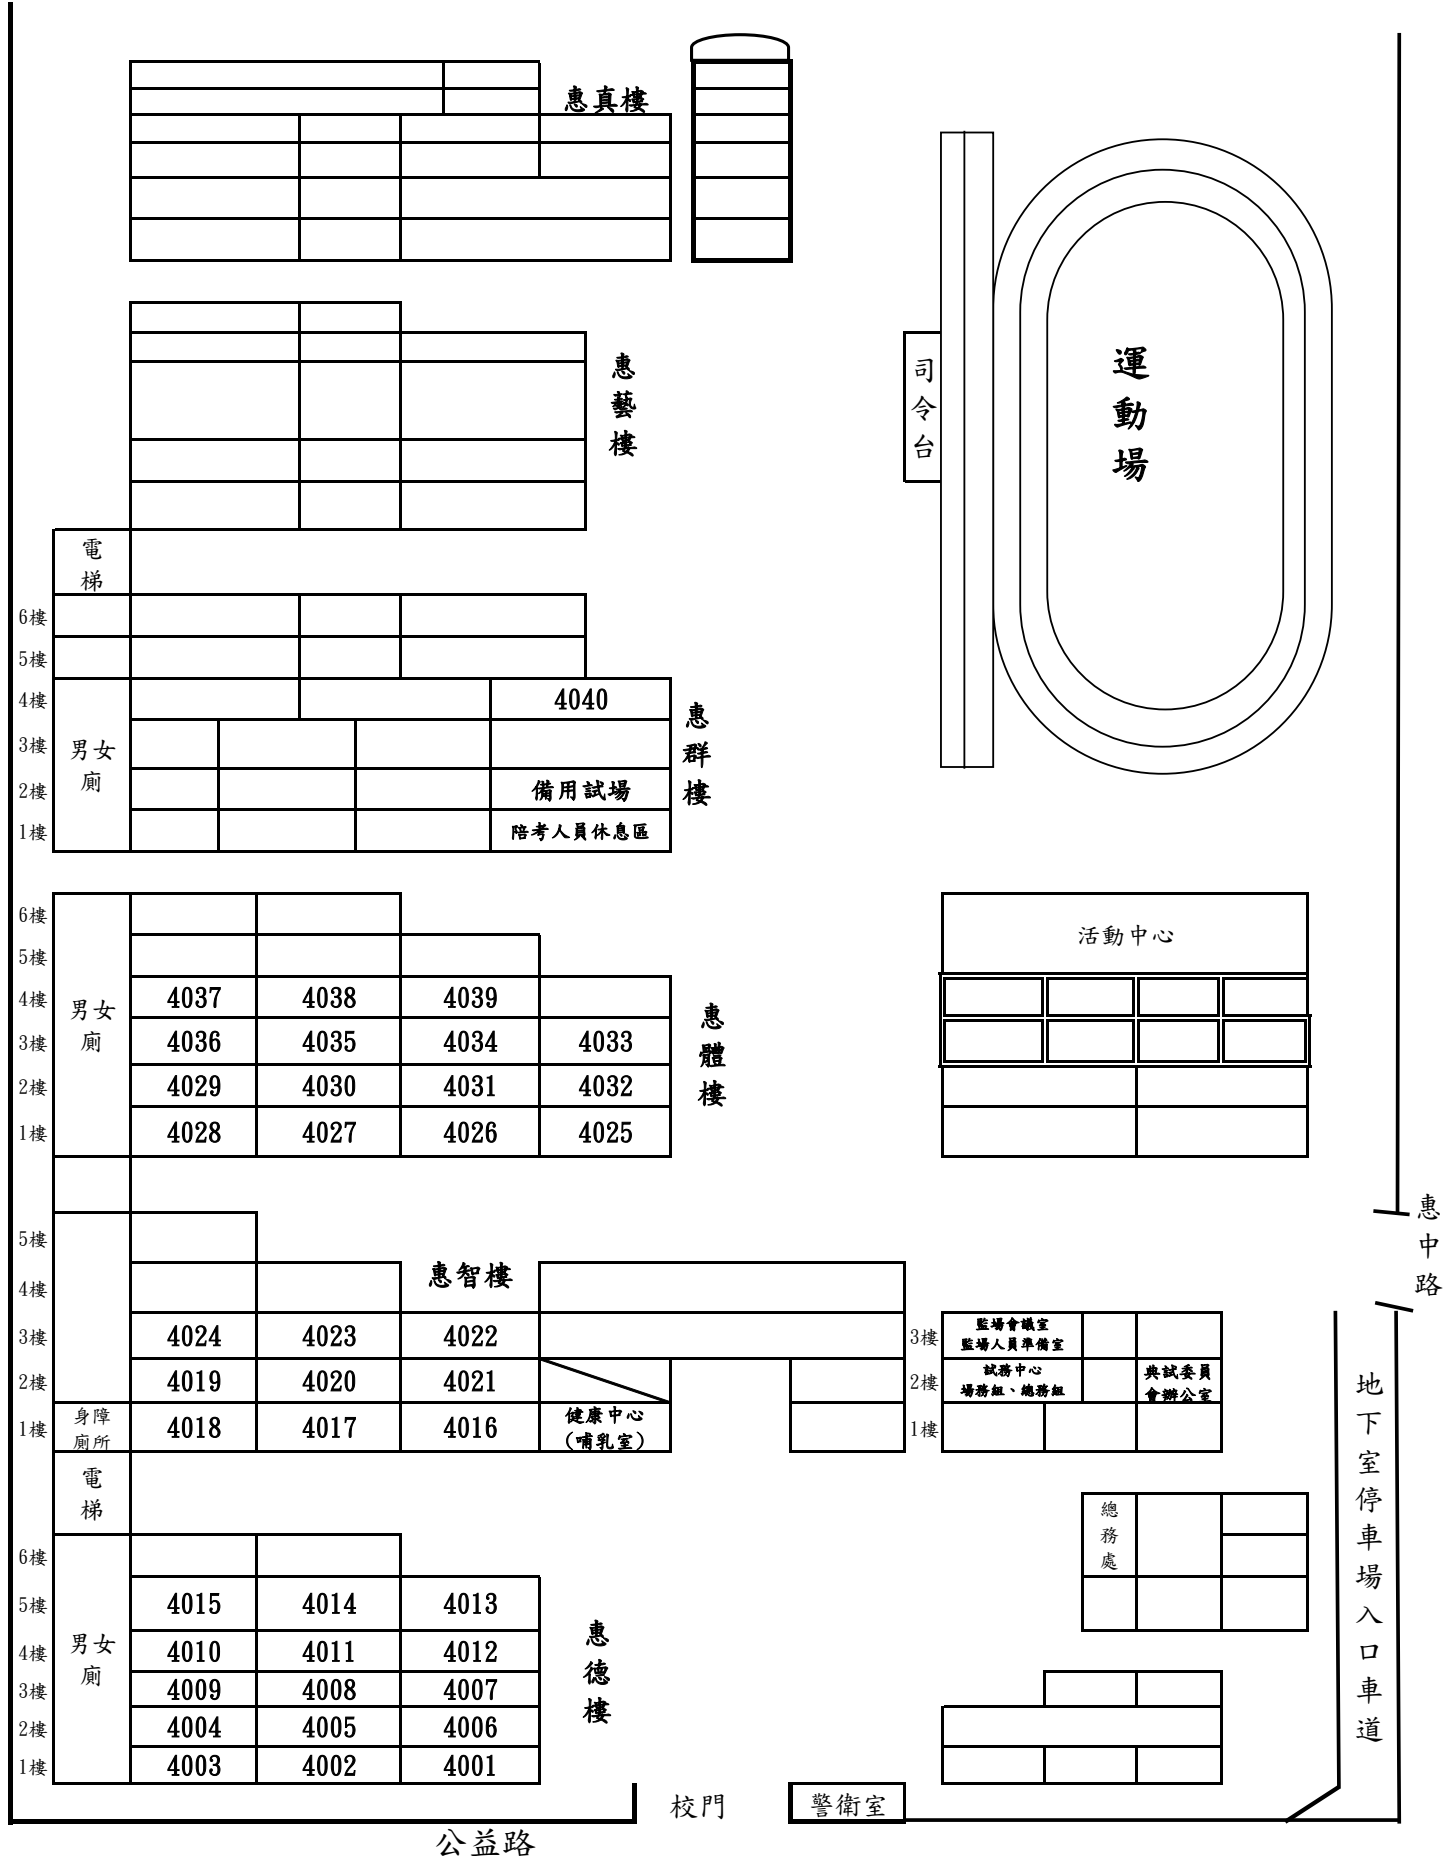 惠真樓
惠藝樓
司令台
運動場
電梯
6樓
5樓
4樓 4040
3樓
2樓 備用試場
1樓 陪考人員休息區
男女廁
惠群樓
6樓
5樓
4樓 4037 4038 4039
3樓 4036 4035 4034 4033
2樓 4029 4030 4031 4032
1樓 4028 4027 4026 4025
男女廁
惠體樓
活動中心
惠中路
5樓
4樓
惠智樓
3樓 4024 4023 4022
2樓 4019 4020 4021
1樓 身障廁所 4018 4017 4016 健康中心
(哺乳室)
3樓 監場會議室
監場人員準備室
2樓 試務中心
場務組、總務組
典試委員
會辦公室
1樓
電梯
總務處
地下室停車場入口車道
6樓
5樓 4015 4014 4013
4樓 4010 4011 4012
3樓 4009 4008 4007
2樓 4004 4005 4006
1樓 4003 4002 4001
男女廁
惠德樓
校門
警衛室
公益路